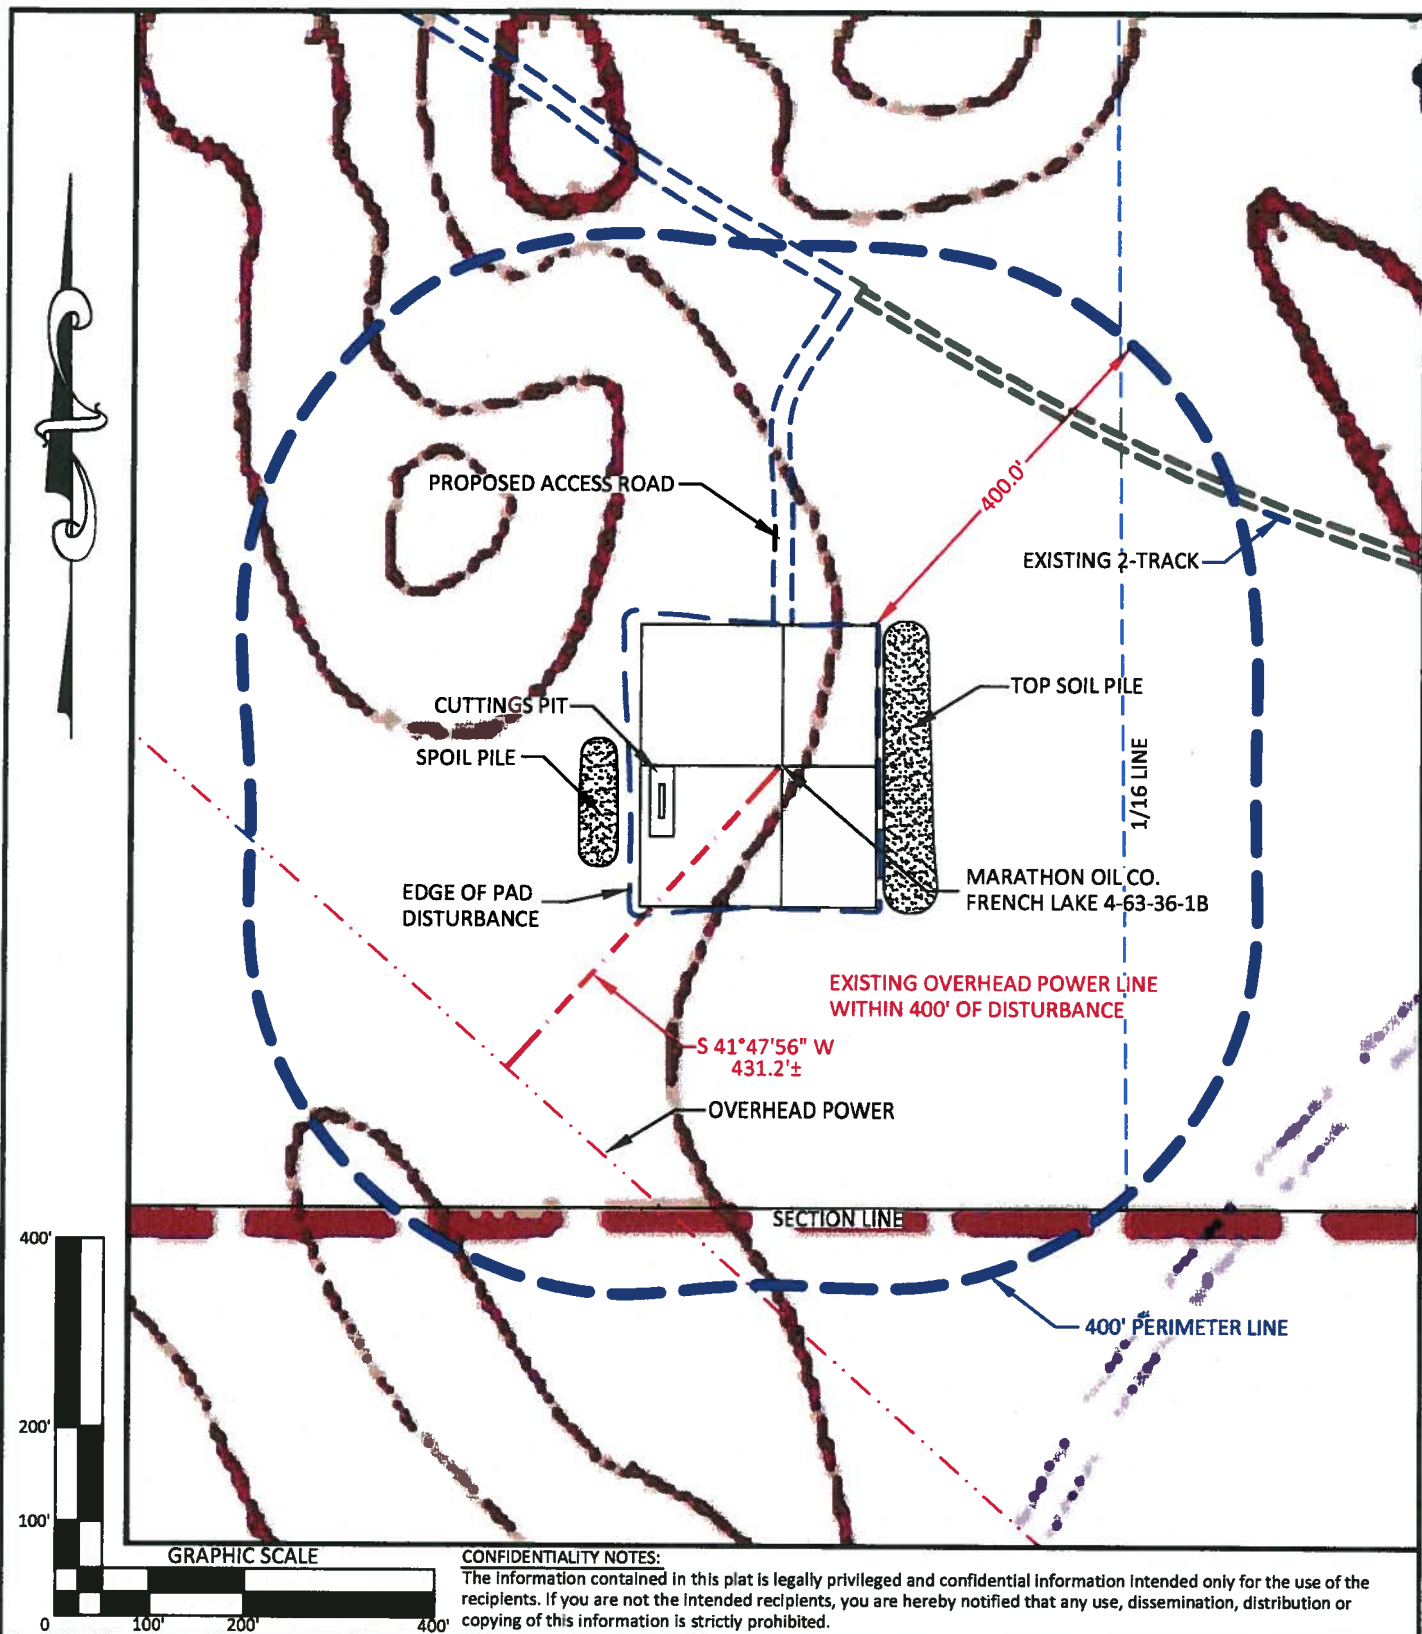 PROPOSED ACCESS ROAD
400.0'
EXISTING 2-TRACK
CUTTINGS PIT
TOP SOIL PILE
SPOIL PILE
1/16 LINE
EDGE OF PAD
DISTURBANCE
MARATHON OIL CO.
FRENCH LAKE 4-63-36-1B
EXISTING OVERHEAD POWER LINE
WITHIN 400' OF DISTURBANCE
S 41°47'56" W
431.2'±
OVERHEAD POWER
SECTION LINE
400' PERIMETER LINE
400'
200'
100'
GRAPHIC SCALE
0
100'
200'
400'
CONFIDENTIALITY NOTES:
The information contained in this plat is legally privileged and confidential information intended only for the use of the
recipients. If you are not the intended recipients, you are hereby notified that any use, dissemination, distribution or
copying of this information is strictly prohibited.